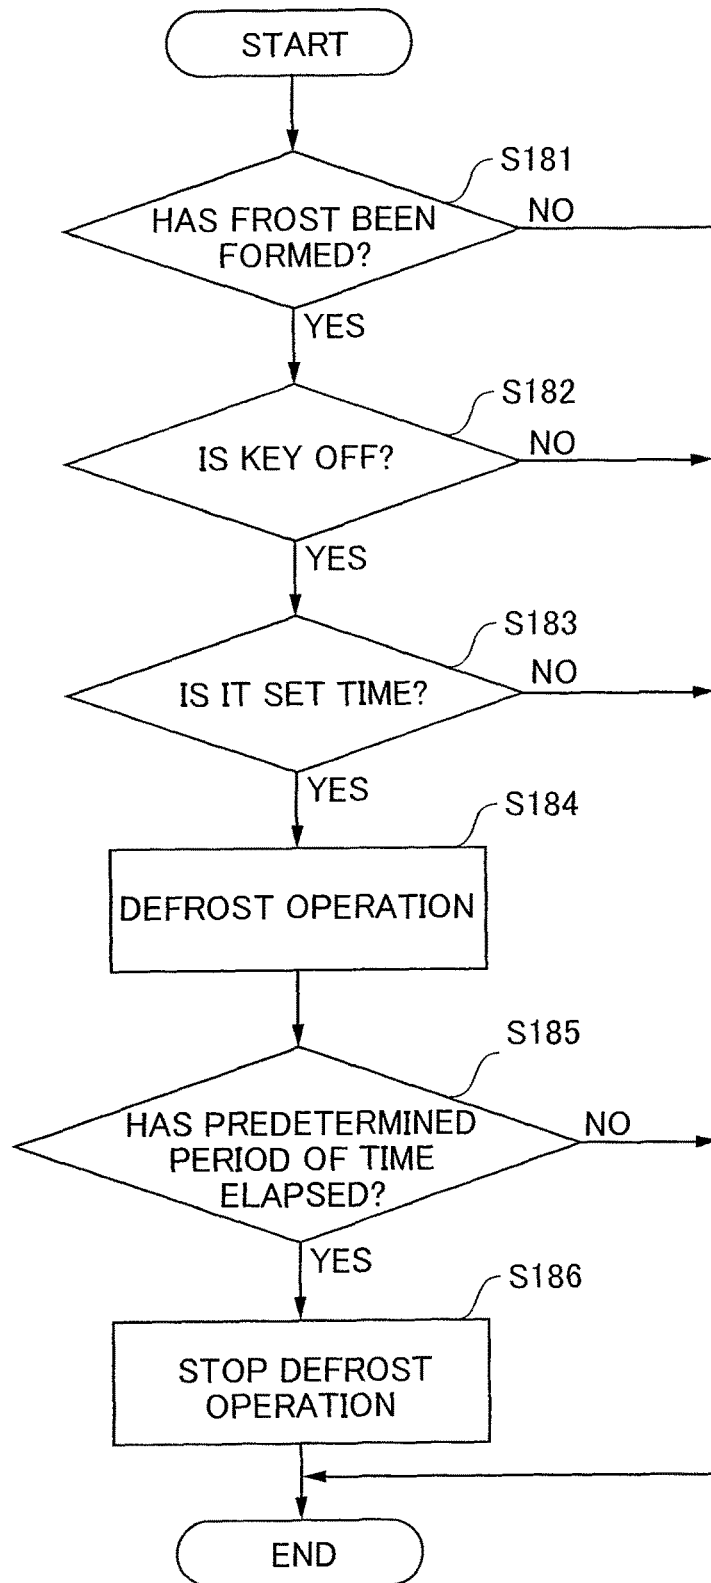 START
S181
HAS FROST BEEN
FORMED?
NO
YES
S182
IS KEY OFF?
NO
YES
S183
IS IT SET TIME?
NO
YES
S184
DEFROST OPERATION
S185
HAS PREDETERMINED
PERIOD OF TIME
ELAPSED?
NO
YES
S186
STOP DEFROST
OPERATION
END